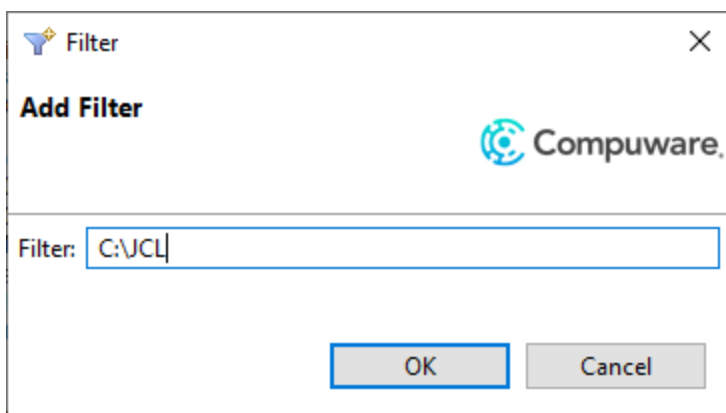 Filter
Add Filter
Compuware.
Filter: C:\JCL
OK Cancel